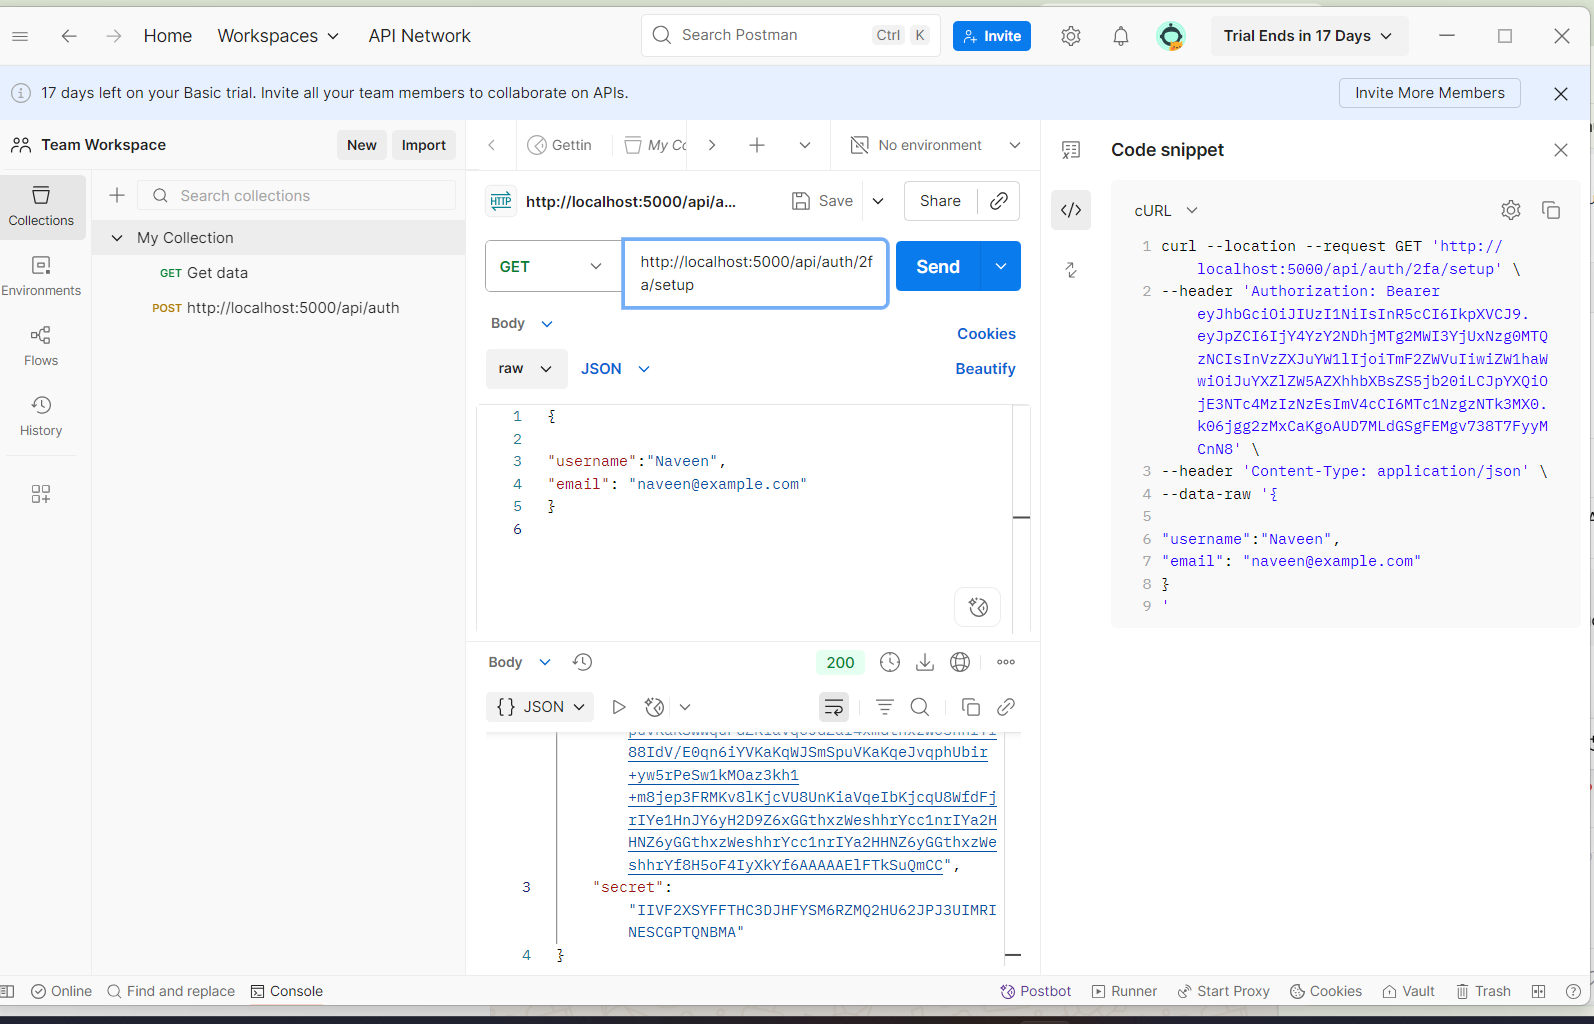 Home
Workspaces
API Network
Search Postman
Ctrl
K
Invite
Trial Ends in 17 Days
17 days left on your Basic trial. Invite all your team members to collaborate on APIs.
Invite More Members
Team Workspace
New
Import
Gettin
My Co
No environment
Code snippet
Collections
Environments
Flows
History
Search collections
My Collection
GET Get data
POST http://localhost:5000/api/auth
HTTP
http://localhost:5000/api/a...
Save
Share
GET
http://localhost:5000/api/auth/2f
a/setup
Send
Body
Cookies
raw
JSON
Beautify
1 {
2
3 "username":"Naveen",
4 "email": "naveen@example.com"
5 }
6
Body
200
{} JSON
88IdV/E0qn6iYVKaKqWJSmSpuVKaKqeJvqphUbir
+yw5rPeSw1kMOaz3kh1
+m8jep3FRMKv8lKjcVU8UnKiaVqeIbKjcqU8WfdFj
rIYe1HnJY6yH2D9Z6xGGthxzWeshhrYcc1nrIYa2H
HNZ6yGGthxzWeshhrYcc1nrIYa2HHNZ6yGGthxzWe
shhrYf8H5oF4IyXkYf6AAAAAElFTkSuQmCC",
3 "secret":
"IIVF2XSYFFTHC3DJHFYSM6RZMQ2HU62JPJ3UIMRI
NESCGPTQNBMA"
4 }
cURL
1 curl --location --request GET 'http://
localhost:5000/api/auth/2fa/setup' \
2 --header 'Authorization: Bearer
eyJhbGciOiJIUzI1NiIsInR5cCI6IkpXVCJ9.
eyJpZCI6IjY4YzY2NDhjMTg2MWI3YjUxNzg0MTQ
zNCIsInVzZXJuYW1lIjoiTmF2ZWVuIiwiZW1haW
wiOiJuYXZlZW5AZXhhbXBsZS5jb20iLCJpYXQiO
jE3NTc4MzIzNzEsImV4cCI6MTc1NzgzNTk3MX0.
k06jgg2zMxCaKgoAUD7MLdGSgFEMgv738T7FyyM
CnN8' \
3 --header 'Content-Type: application/json' \
4 --data-raw '{
5
6 "username":"Naveen",
7 "email": "naveen@example.com"
8 }
9 '
Online
Find and replace
Console
Postbot
Runner
Start Proxy
Cookies
Vault
Trash